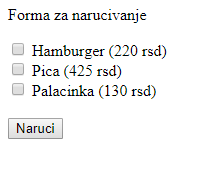 Forma za narucivanje
Hamburger (220 rsd)
Pica (425 rsd)
Palacinka (130 rsd)
Naruci